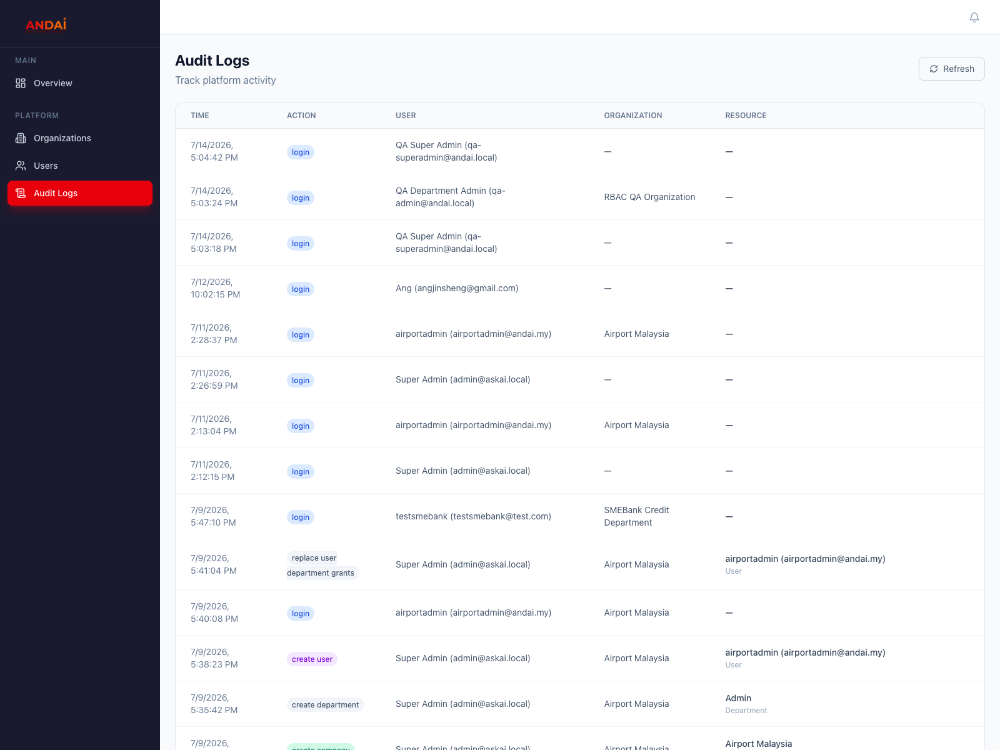 ANDAi
MAIN
Overview
PLATFORM
Organizations
Users
Audit Logs
Audit Logs
Track platform activity
Refresh
TIME ACTION USER ORGANIZATION RESOURCE
7/14/2026,
5:04:42 PM
login
QA Super Admin (qa-
superadmin@andai.local)
—
—
7/14/2026,
5:03:24 PM
login
QA Department Admin (qa-
admin@andai.local)
RBAC QA Organization
—
7/14/2026,
5:03:18 PM
login
QA Super Admin (qa-
superadmin@andai.local)
—
—
7/12/2026,
10:02:15 PM
login
Ang (angjinsheng@gmail.com)
—
—
7/11/2026,
2:28:37 PM
login
airportadmin (airportadmin@andai.my)
Airport Malaysia
—
7/11/2026,
2:26:59 PM
login
Super Admin (admin@askai.local)
—
—
7/11/2026,
2:13:04 PM
login
airportadmin (airportadmin@andai.my)
Airport Malaysia
—
7/11/2026,
2:12:15 PM
login
Super Admin (admin@askai.local)
—
—
7/9/2026,
5:47:10 PM
login
testsmebank (testsmebank@test.com)
SMEBank Credit
Department
—
7/9/2026,
5:41:04 PM
replace user
department grants
Super Admin (admin@askai.local)
Airport Malaysia
airportadmin (airportadmin@andai.my)
User
7/9/2026,
5:40:08 PM
login
airportadmin (airportadmin@andai.my)
Airport Malaysia
—
7/9/2026,
5:38:23 PM
create user
Super Admin (admin@askai.local)
Airport Malaysia
airportadmin (airportadmin@andai.my)
User
7/9/2026,
5:35:42 PM
create department
Super Admin (admin@askai.local)
Airport Malaysia
Admin
Department
7/9/2026,
create company
Super Admin (admin@askai.local)
Airport Malaysia
Airport Malaysia